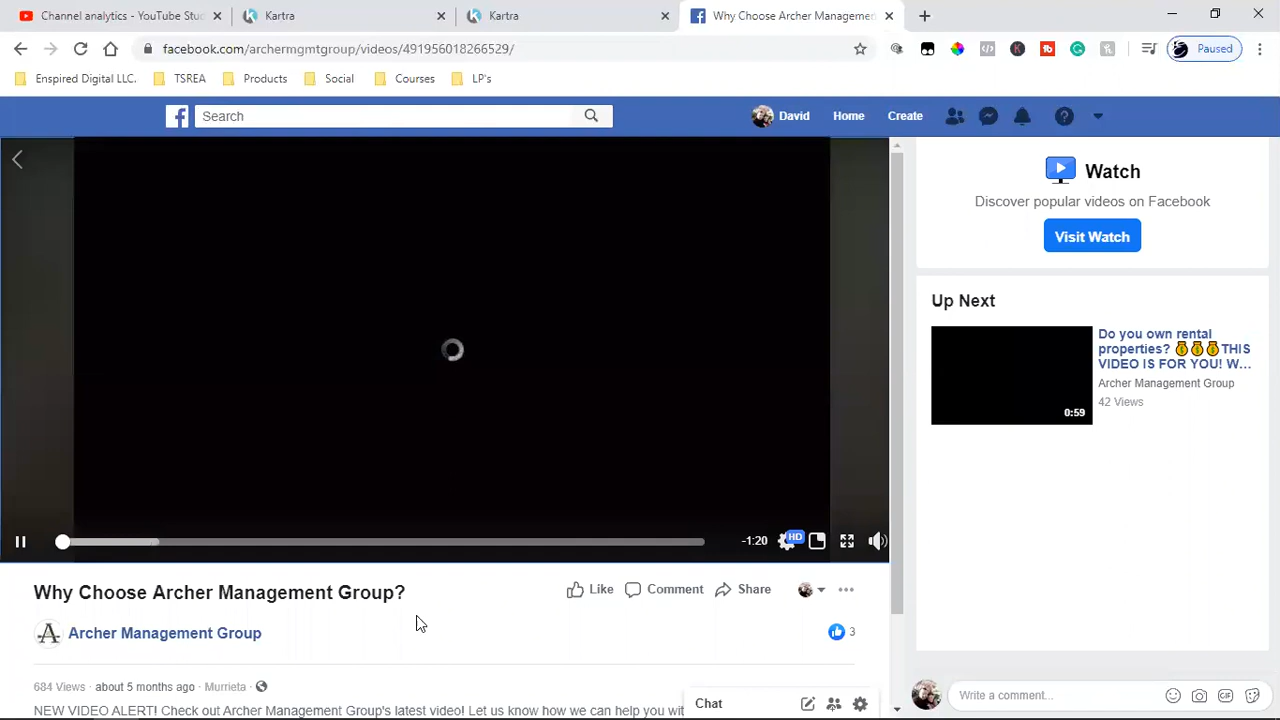 Channel analytics - YouTube Stu
Kartra
Kartra
Why Choose Archer Managemen
facebook.com/archermgmtgroup/videos/491956018266529/
Paused
Enspired Digital LLC.
TSREA
Products
Social
Courses
LP's
Search
David
Home
Create
Watch
Discover popular videos on Facebook
Visit Watch
Up Next
Do you own rental
properties? 💰💰💰THIS
VIDEO IS FOR YOU! W...
Archer Management Group
42 Views
0:59
-1:20
HD
Why Choose Archer Management Group?
Like
Comment
Share
Archer Management Group
3
684 Views · about 5 months ago · Murrieta ·
NEW VIDEO ALERT! Check out Archer Management Group's latest video! Let us know how we can help you wit
Chat
Write a comment...
GIF